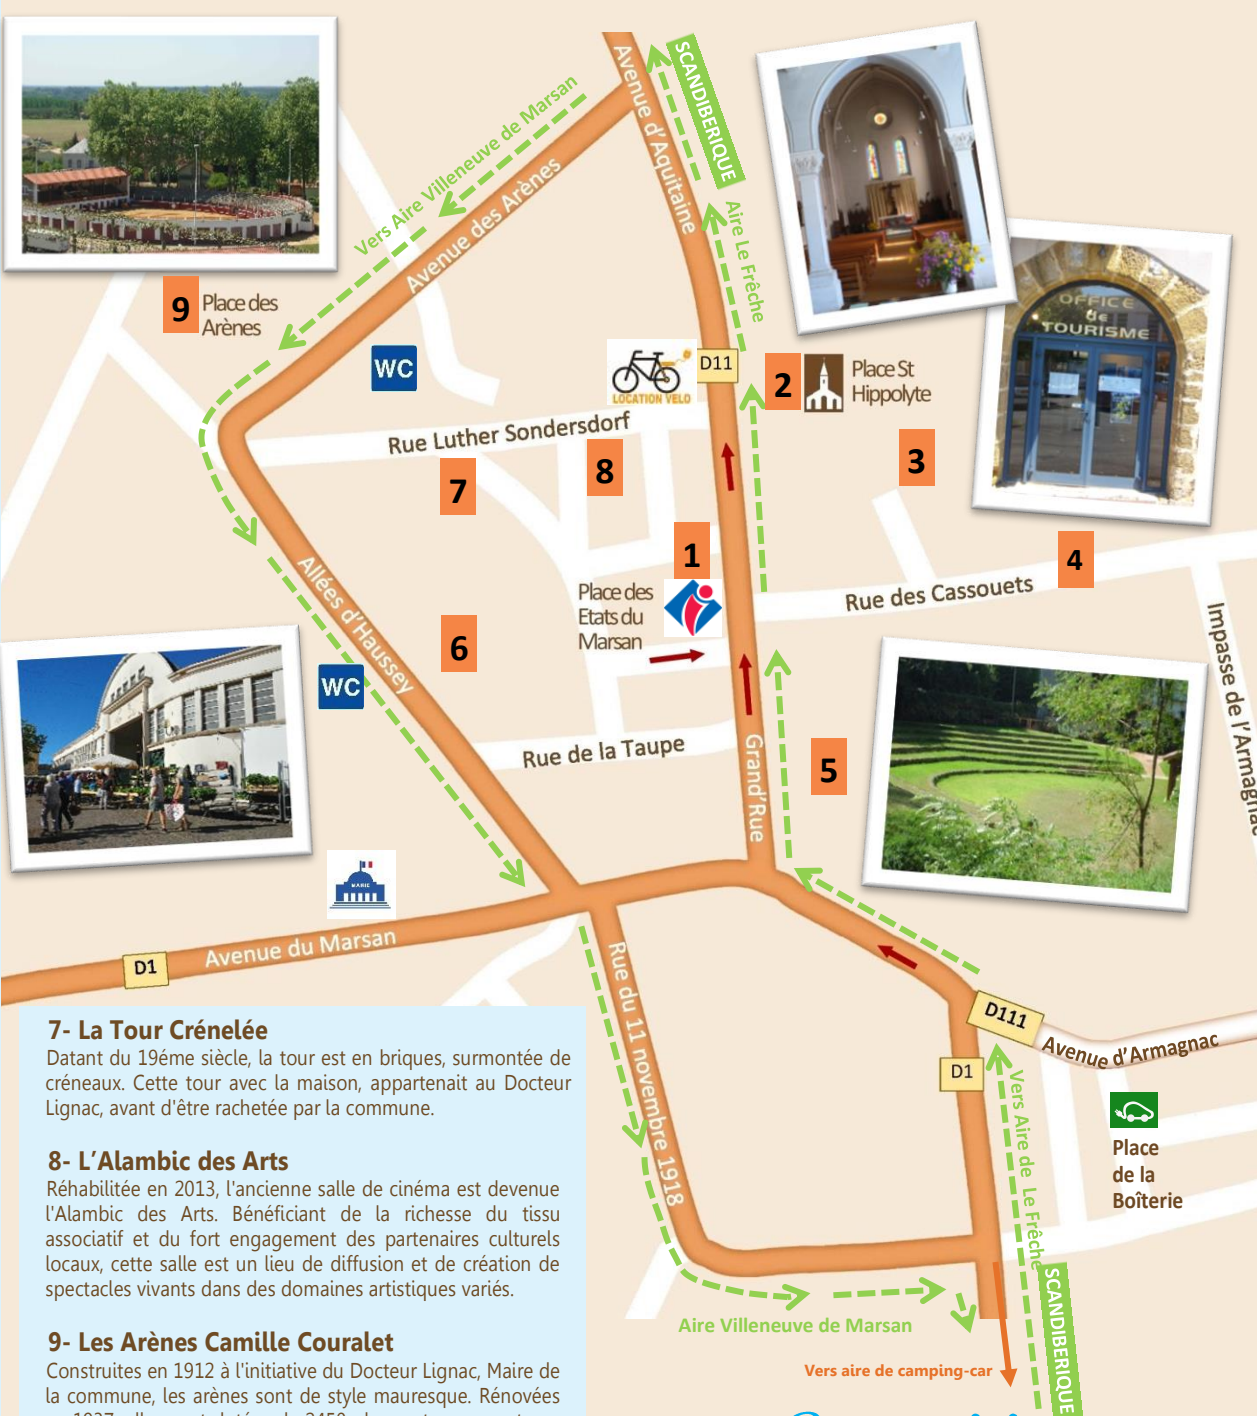 SCANDIBERIQUE
Avenue d'Aquitaine
Vers Aire Villeneuve de Marsan
Avenue des Arènes
Aire Le Frêche
OFFICE
de
TOURISME
9
Place des
Arènes
WC
LOCATION VELO
D11
2
Place St
Hippolyte
Rue Luther Sondersdorf
7
8
3
1
4
Place des
Etats du
Marsan
Rue des Cassouets
Allées d'Haussey
6
WC
Impasse de l'Armagnac
Rue de la Taupe
Grand'Rue
5
MAIRIE
D1
Avenue du Marsan
Rue du 11 novembre 1918
D111
Avenue d'Armagnac
D1
Vers Aire de Le Frêche
Place
de la
Boîterie
SCANDIBERIQUE
Aire Villeneuve de Marsan
Vers aire de camping-car
7- La Tour Crénelée
Datant du 19éme siècle, la tour est en briques, surmontée de
créneaux. Cette tour avec la maison, appartenait au Docteur
Lignac, avant d'être rachetée par la commune.
8- L'Alambic des Arts
Réhabilitée en 2013, l'ancienne salle de cinéma est devenue
l'Alambic des Arts. Bénéficiant de la richesse du tissu
associatif et du fort engagement des partenaires culturels
locaux, cette salle est un lieu de diffusion et de création de
spectacles vivants dans des domaines artistiques variés.
9- Les Arènes Camille Couralet
Construites en 1912 à l'initiative du Docteur Lignac, Maire de
la commune, les arènes sont de style mauresque. Rénovées